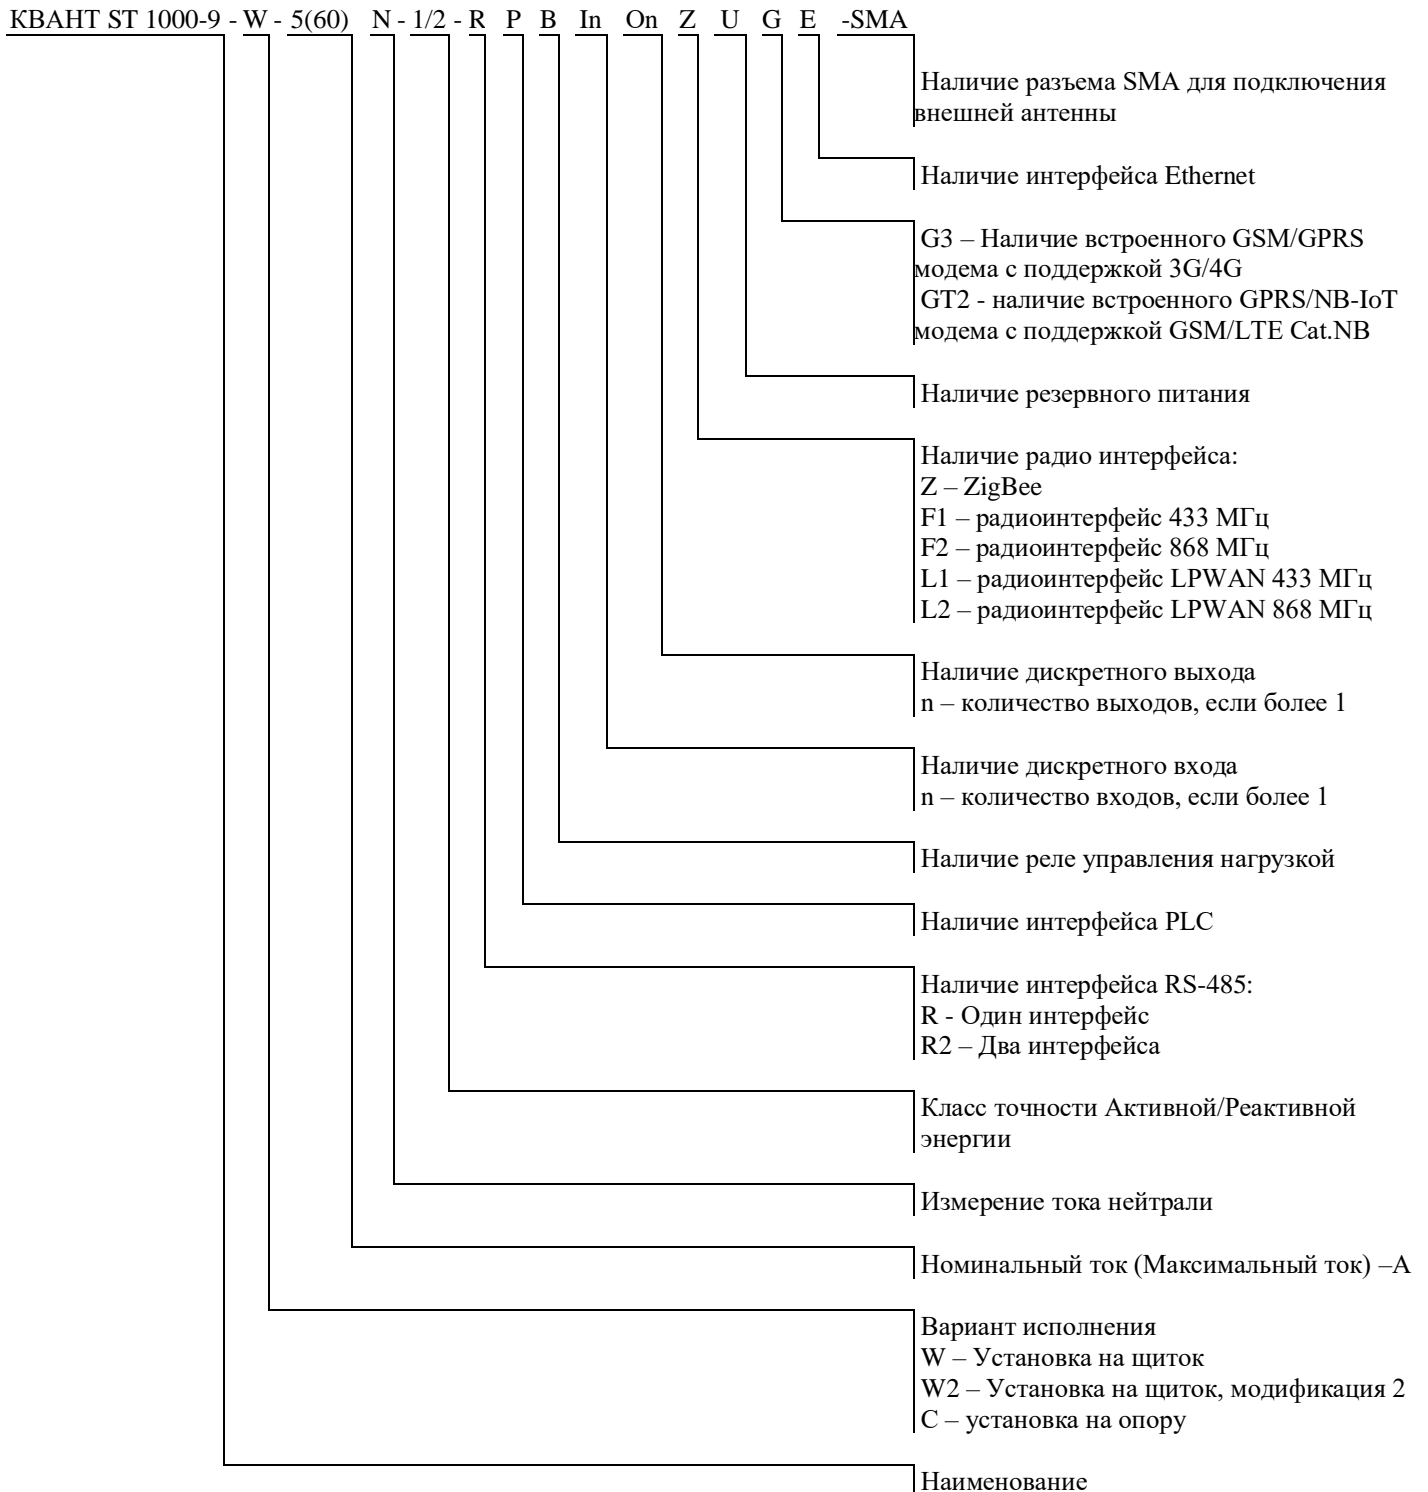 КВАНТ ST 1000-9 - W - 5(60) N - 1/2 - R P B In On Z U G E -SMA
Наличие разъема SMA для подключения
внешней антенны
Наличие интерфейса Ethernet
G3 – Наличие встроенного GSM/GPRS
модема с поддержкой 3G/4G
GT2 - наличие встроенного GPRS/NB-IoT
модема с поддержкой GSM/LTE Cat.NB
Наличие резервного питания
Наличие радио интерфейса:
Z – ZigBee
F1 – радиоинтерфейс 433 МГц
F2 – радиоинтерфейс 868 МГц
L1 – радиоинтерфейс LPWAN 433 МГц
L2 – радиоинтерфейс LPWAN 868 МГц
Наличие дискретного выхода
n – количество выходов, если более 1
Наличие дискретного входа
n – количество входов, если более 1
Наличие реле управления нагрузкой
Наличие интерфейса PLC
Наличие интерфейса RS-485:
R - Один интерфейс
R2 – Два интерфейса
Класс точности Активной/Реактивной
энергии
Измерение тока нейтрали
Номинальный ток (Максимальный ток) –А
Вариант исполнения
W – Установка на щиток
W2 – Установка на щиток, модификация 2
С – установка на опору
Наименование